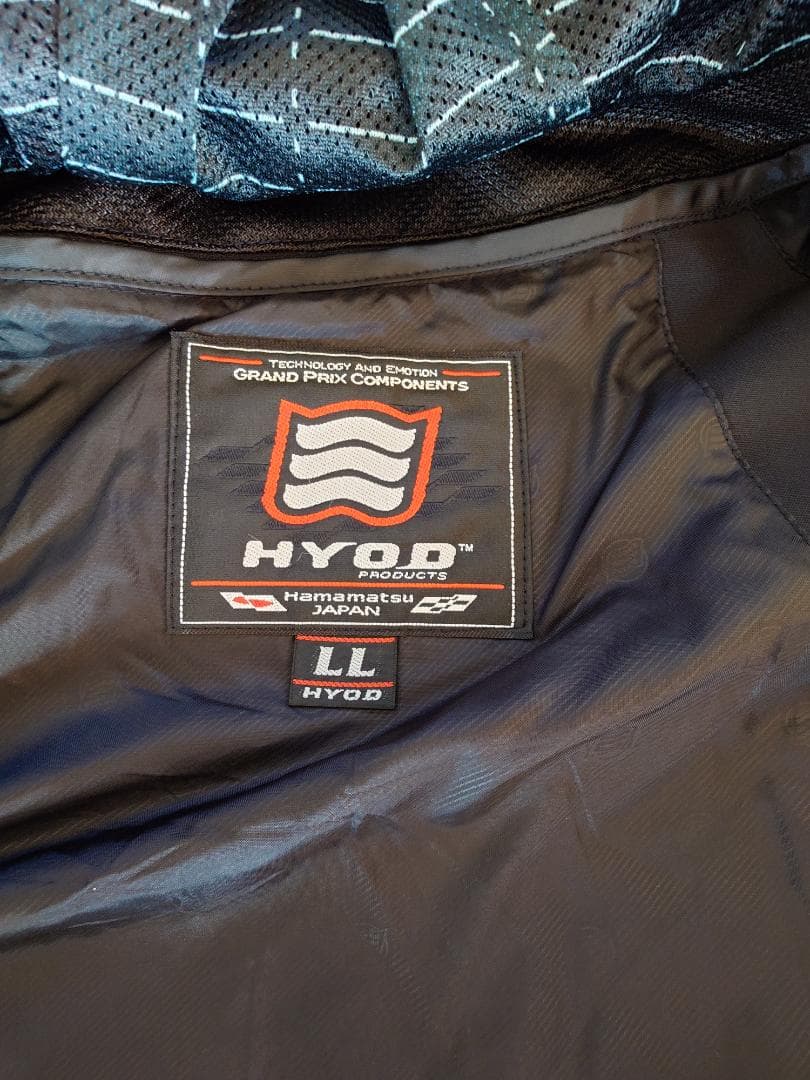 TECHNOLOGY AND EMOTION
GRAND PRIX COMPONENTS
HYOD™
PRODUCTS
Hamamatsu
JAPAN
LL
HYOD